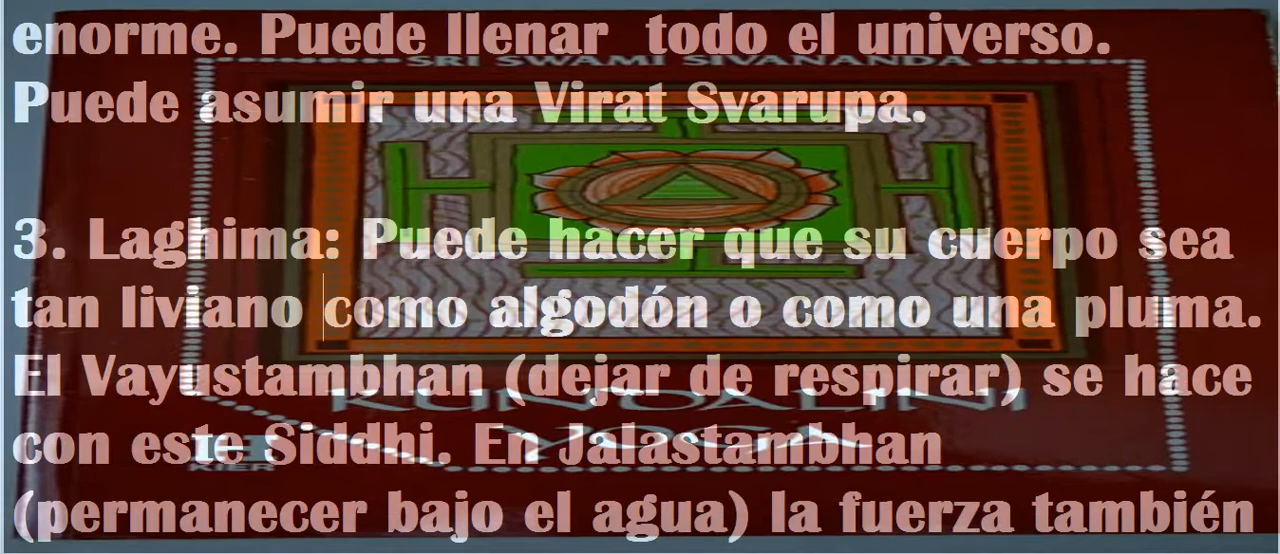 enorme. Puede llenar todo el universo.
SRI SWAMI SIVANANDA
Puede asumir una Virat Svarupa.
3. Laghima: Puede hacer que su cuerpo sea
tan liviano como algodón o como una pluma.
El Vayustambhan (dejar de respirar) se hace
KUNDALINI
con este Siddhi. En Jalastambhan
YOGA
(permanecer bajo el agua) la fuerza también